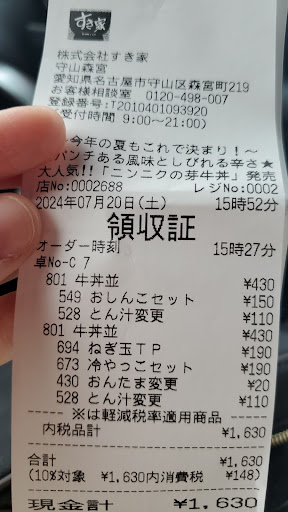 すき家
株式会社すき家
守山森宮
愛知県名古屋市守山区森宮町219
お客様相談室 0120-498-007
登録番号:T2010401093920
(受付時間 9:00～21:00)
～今年の夏もこれで決まり!～
パンチある風味としびれる辛さ★
大人気!!「ニンニクの芽牛丼」発売
店No:0002688 レジNo:0002
2024年07月20日(土) 15時52分
領収証
オーダー時刻 15時27分
卓No-C 7
801 牛丼並 ¥430
549 おしんこセット ¥150
528 とん汁変更 ¥110
801 牛丼並 ¥430
694 ねぎ玉TP ¥190
673 冷やっこセット ¥190
430 おんたま変更 ¥20
528 とん汁変更 ¥110
※は軽減税率適用商品
内税品計 ¥1,630
合計 ¥1,630
(10%対象 ¥1,630内消費税 ¥148)
現金計 ¥1,630